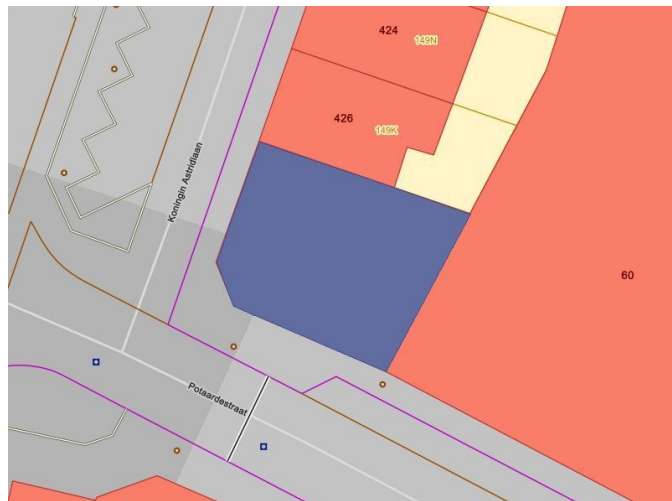 424
149N
426
149K
Koningin Astridlaan
60
Potaardestraat